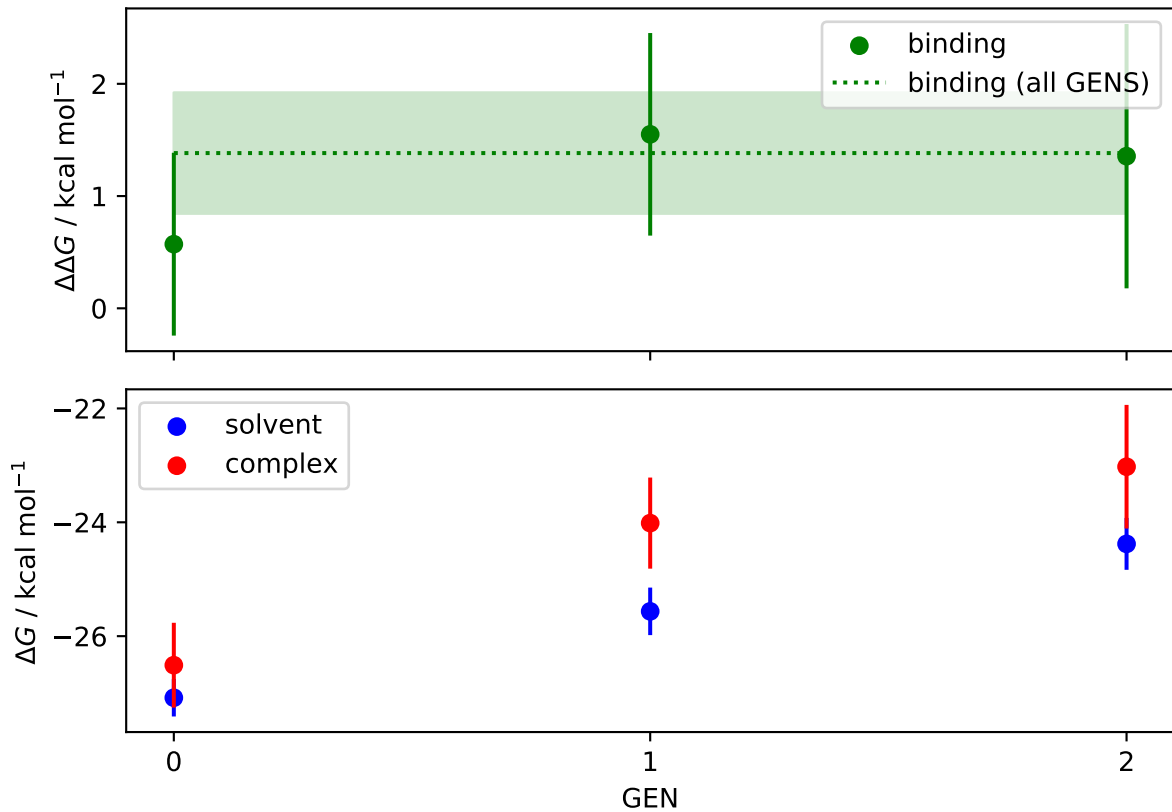 binding
binding (all GENS)
2
1
0
ΔΔG / kcal mol⁻¹
solvent
complex
−22
−24
−26
ΔG / kcal mol⁻¹
0 1 2
GEN